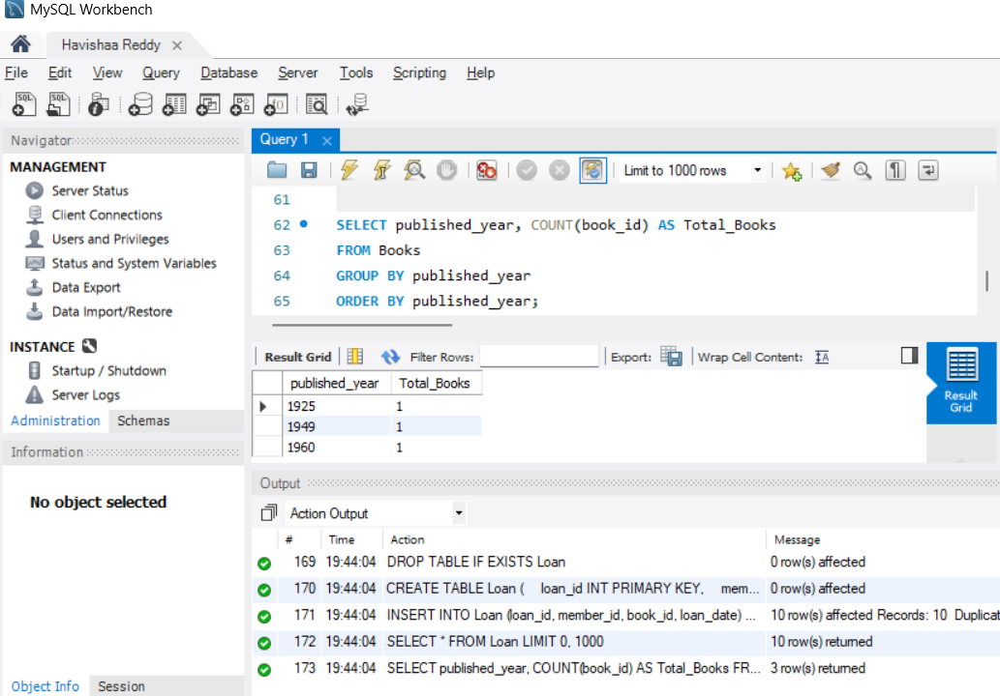 MySQL Workbench
Havishaa Reddy
File Edit View Query Database Server Tools Scripting Help
SQL SQL
Navigator
MANAGEMENT
Server Status
Client Connections
Users and Privileges
Status and System Variables
Data Export
Data Import/Restore
INSTANCE
Startup / Shutdown
Server Logs
Administration Schemas
Information
No object selected
Object Info Session
Query 1
Limit to 1000 rows
61
62 SELECT published_year, COUNT(book_id) AS Total_Books
63 FROM Books
64 GROUP BY published_year
65 ORDER BY published_year;
Result Grid Filter Rows: Export: Wrap Cell Content: IA
published_year Total_Books
1925 1
1949 1
1960 1
Result
Grid
Output
Action Output
# Time Action Message
169 19:44:04 DROP TABLE IF EXISTS Loan 0 row(s) affected
170 19:44:04 CREATE TABLE Loan ( loan_id INT PRIMARY KEY, mem... 0 row(s) affected
171 19:44:04 INSERT INTO Loan (loan_id, member_id, book_id, loan_date) ... 10 row(s) affected Records: 10 Duplicat
172 19:44:04 SELECT * FROM Loan LIMIT 0, 1000 10 row(s) returned
173 19:44:04 SELECT published_year, COUNT(book_id) AS Total_Books FR... 3 row(s) returned